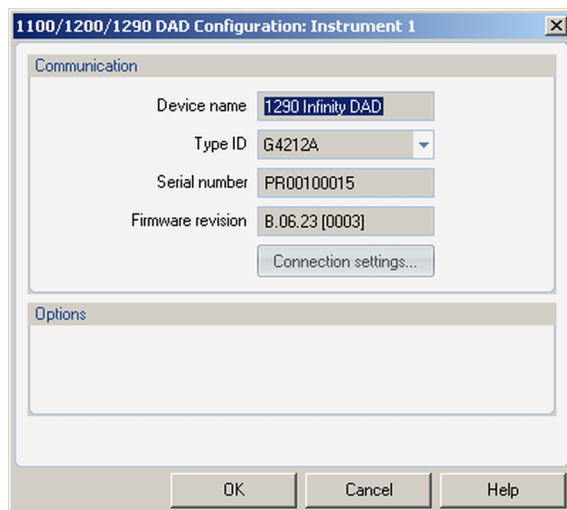 1100/1200/1290 DAD Configuration: Instrument 1
Communication
Device name 1290 Infinity DAD
Type ID G4212A
Serial number PR00100015
Firmware revision B.06.23 [0003]
Connection settings...
Options
OK Cancel Help